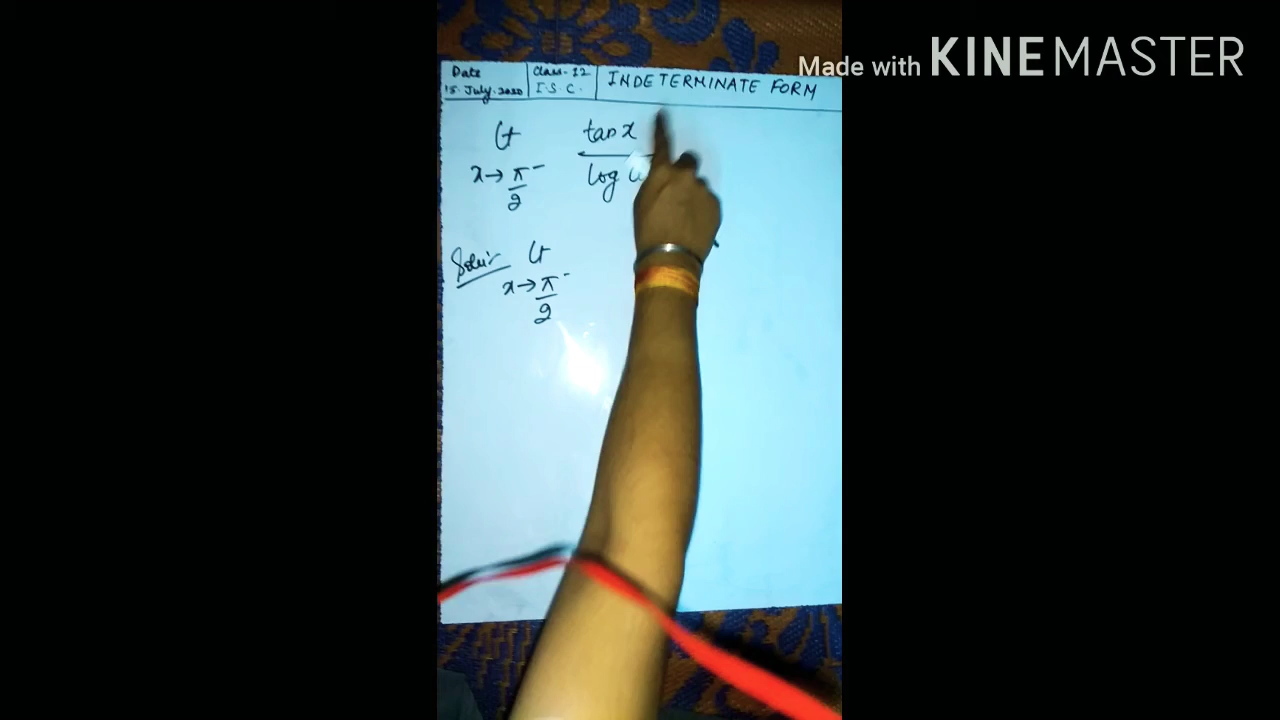 Made with KINEMASTER
Date
15. July. 2020
Class - 12
I.S.C.
INDETERMINATE FORM
Lt
x→π⁻/2
tan x
log
Soln:-
Lt
x→π⁻/2